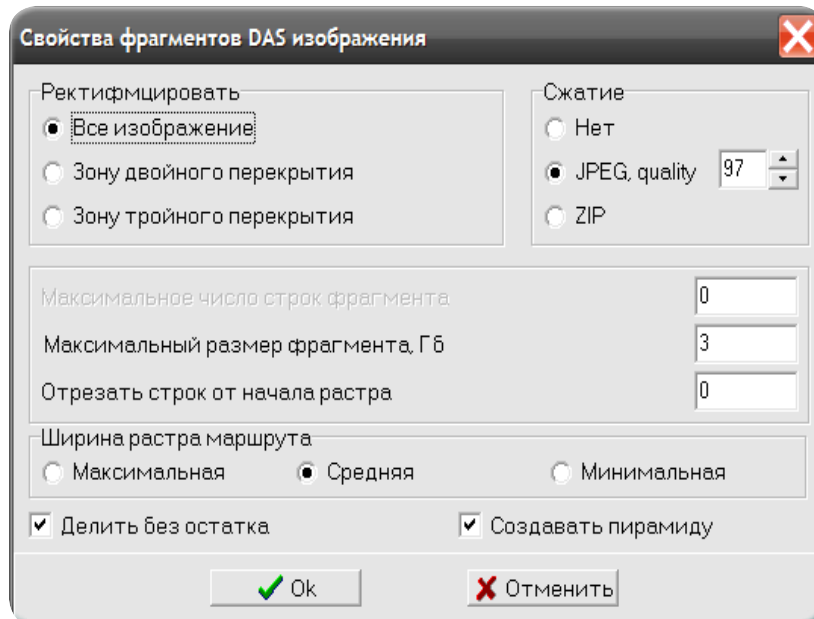 Свойства фрагментов DAS изображения
Ректифмцировать
Все изображение
Зону двойного перекрытия
Зону тройного перекрытия
Сжатие
Нет
JPEG, quality 97
ZIP
Максимальное число строк фрагмента 0
Максимальный размер фрагмента, Гб 3
Отрезать строк от начала растра 0
Ширина растра маршрута
Максимальная Средняя Минимальная
Делить без остатка Создавать пирамиду
Ok Отменить